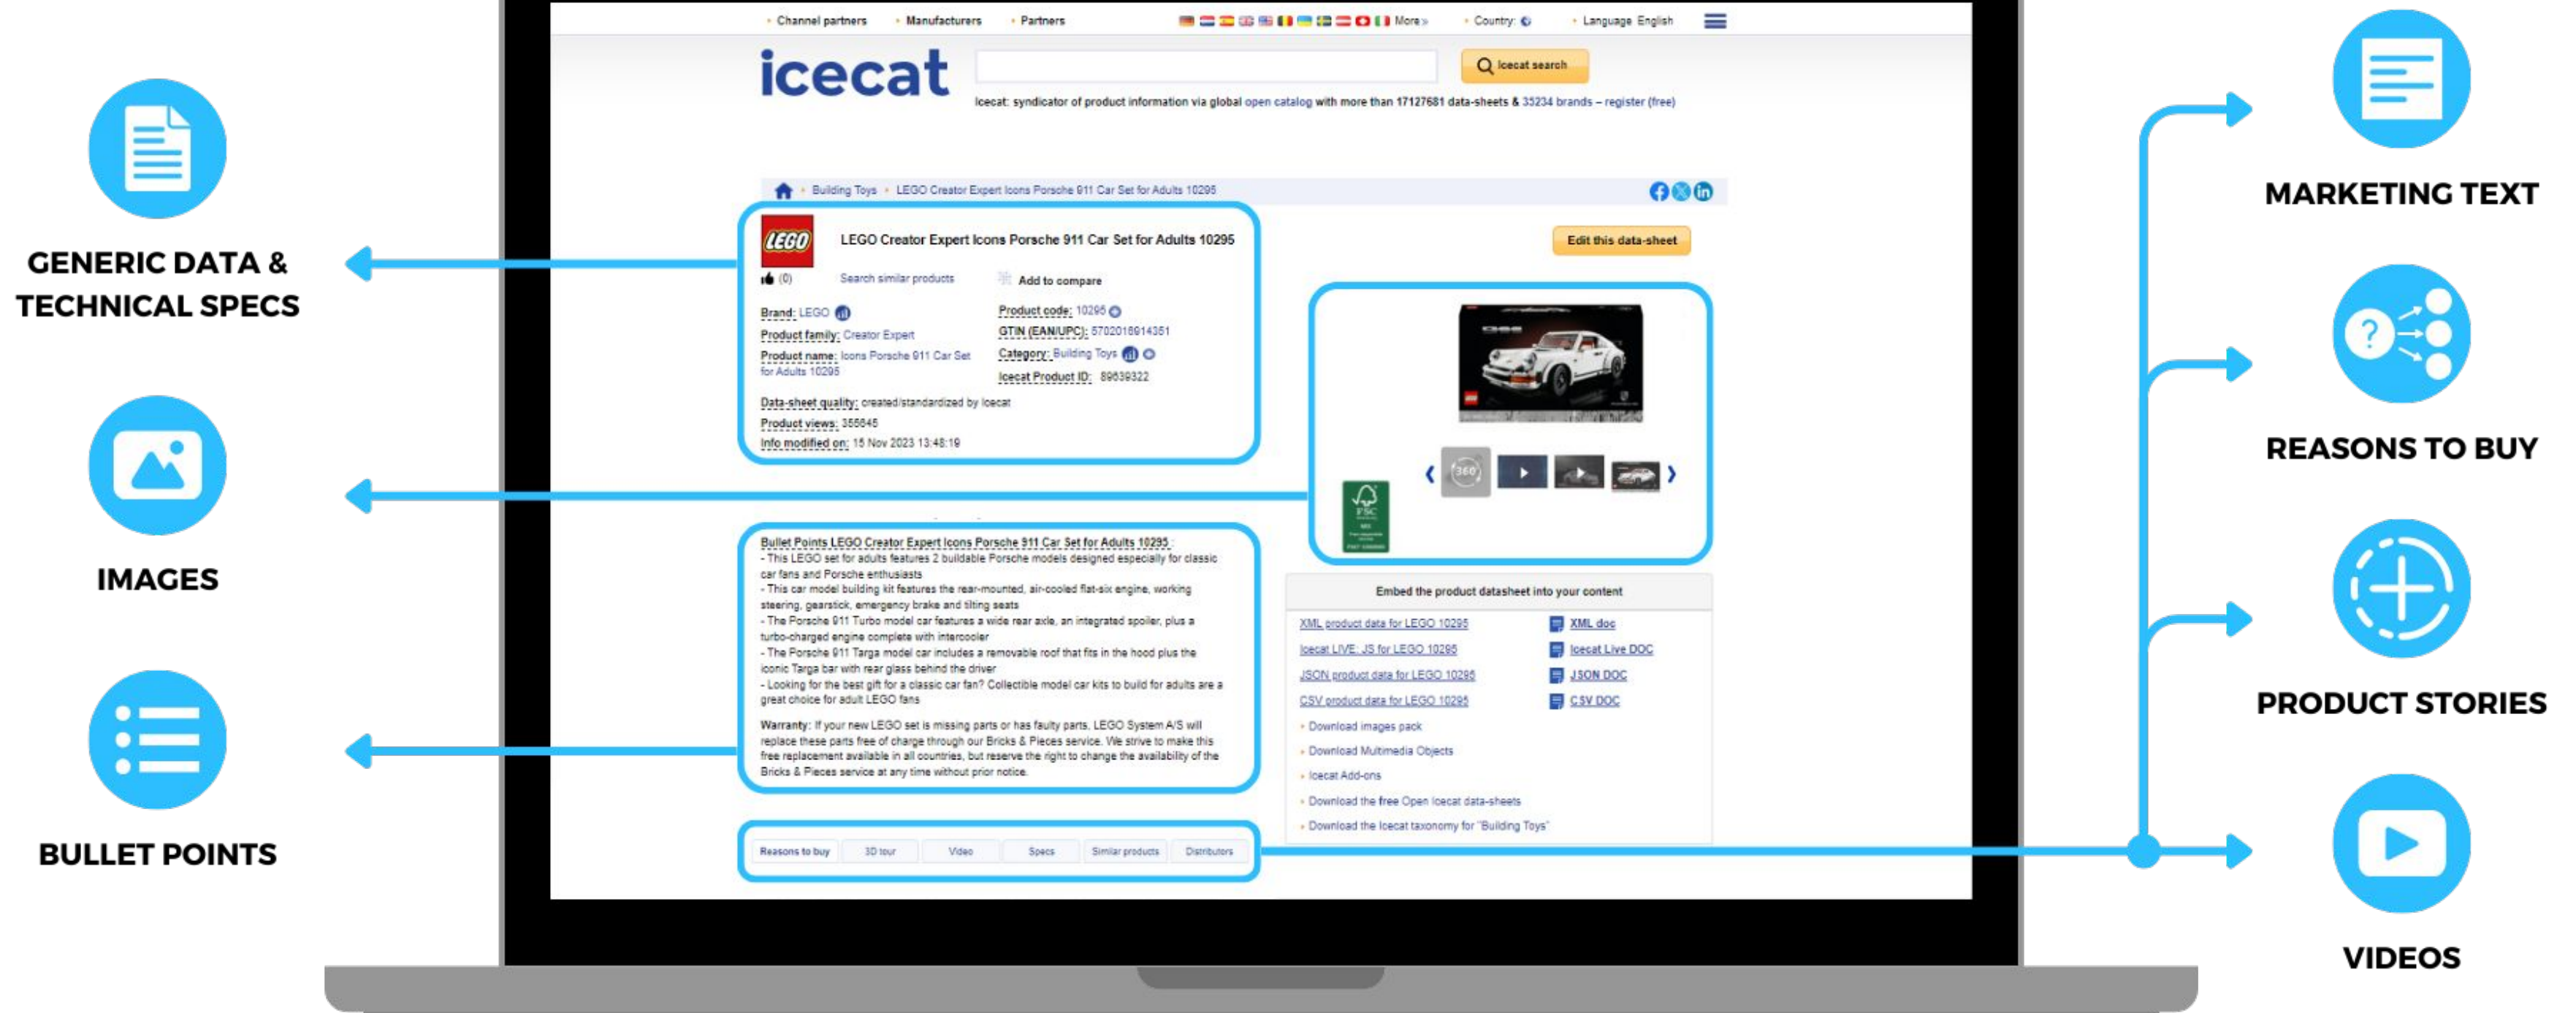 Channel partners
Manufacturers
Partners
More »
Country:
Language English
icecat
Icecat search
Icecat: syndicator of product information via global open catalog with more than 17127681 data-sheets & 35234 brands – register (free)
Building Toys
LEGO Creator Expert Icons Porsche 911 Car Set for Adults 10295
LEGO
LEGO Creator Expert Icons Porsche 911 Car Set for Adults 10295
Edit this data-sheet
(0)
Search similar products
Add to compare
Brand: LEGO
Product family: Creator Expert
Product name: Icons Porsche 911 Car Set
for Adults 10295
Product code: 10295
GTIN (EAN/UPC): 5702016914351
Category: Building Toys
Icecat Product ID: 89639322
Data-sheet quality: created/standardized by Icecat
Product views: 355645
Info modified on: 15 Nov 2023 13:48:19
360
FSC
Bullet Points LEGO Creator Expert Icons Porsche 911 Car Set for Adults 10295 :
- This LEGO set for adults features 2 buildable Porsche models designed especially for classic
car fans and Porsche enthusiasts
- This car model building kit features the rear-mounted, air-cooled flat-six engine, working
steering, gearstick, emergency brake and tilting seats
- The Porsche 911 Turbo model car features a wide rear axle, an integrated spoiler, plus a
turbo-charged engine complete with intercooler
- The Porsche 911 Targa model car includes a removable roof that fits in the hood plus the
iconic Targa bar with rear glass behind the driver
- Looking for the best gift for a classic car fan? Collectible model car kits to build for adults are a
great choice for adult LEGO fans
Warranty: If your new LEGO set is missing parts or has faulty parts, LEGO System A/S will
replace these parts free of charge through our Bricks & Pieces service. We strive to make this
free replacement available in all countries, but reserve the right to change the availability of the
Bricks & Pieces service at any time without prior notice.
Embed the product datasheet into your content
XML product data for LEGO 10295
XML doc
Icecat LIVE: JS for LEGO 10295
Icecat Live DOC
JSON product data for LEGO 10295
JSON DOC
CSV product data for LEGO 10295
CSV DOC
Download images pack
Download Multimedia Objects
Icecat Add-ons
Download the free Open Icecat data-sheets
Download the Icecat taxonomy for "Building Toys"
Reasons to buy
3D tour
Video
Specs
Similar products
Distributors
GENERIC DATA &
TECHNICAL SPECS
IMAGES
BULLET POINTS
MARKETING TEXT
?
REASONS TO BUY
PRODUCT STORIES
VIDEOS